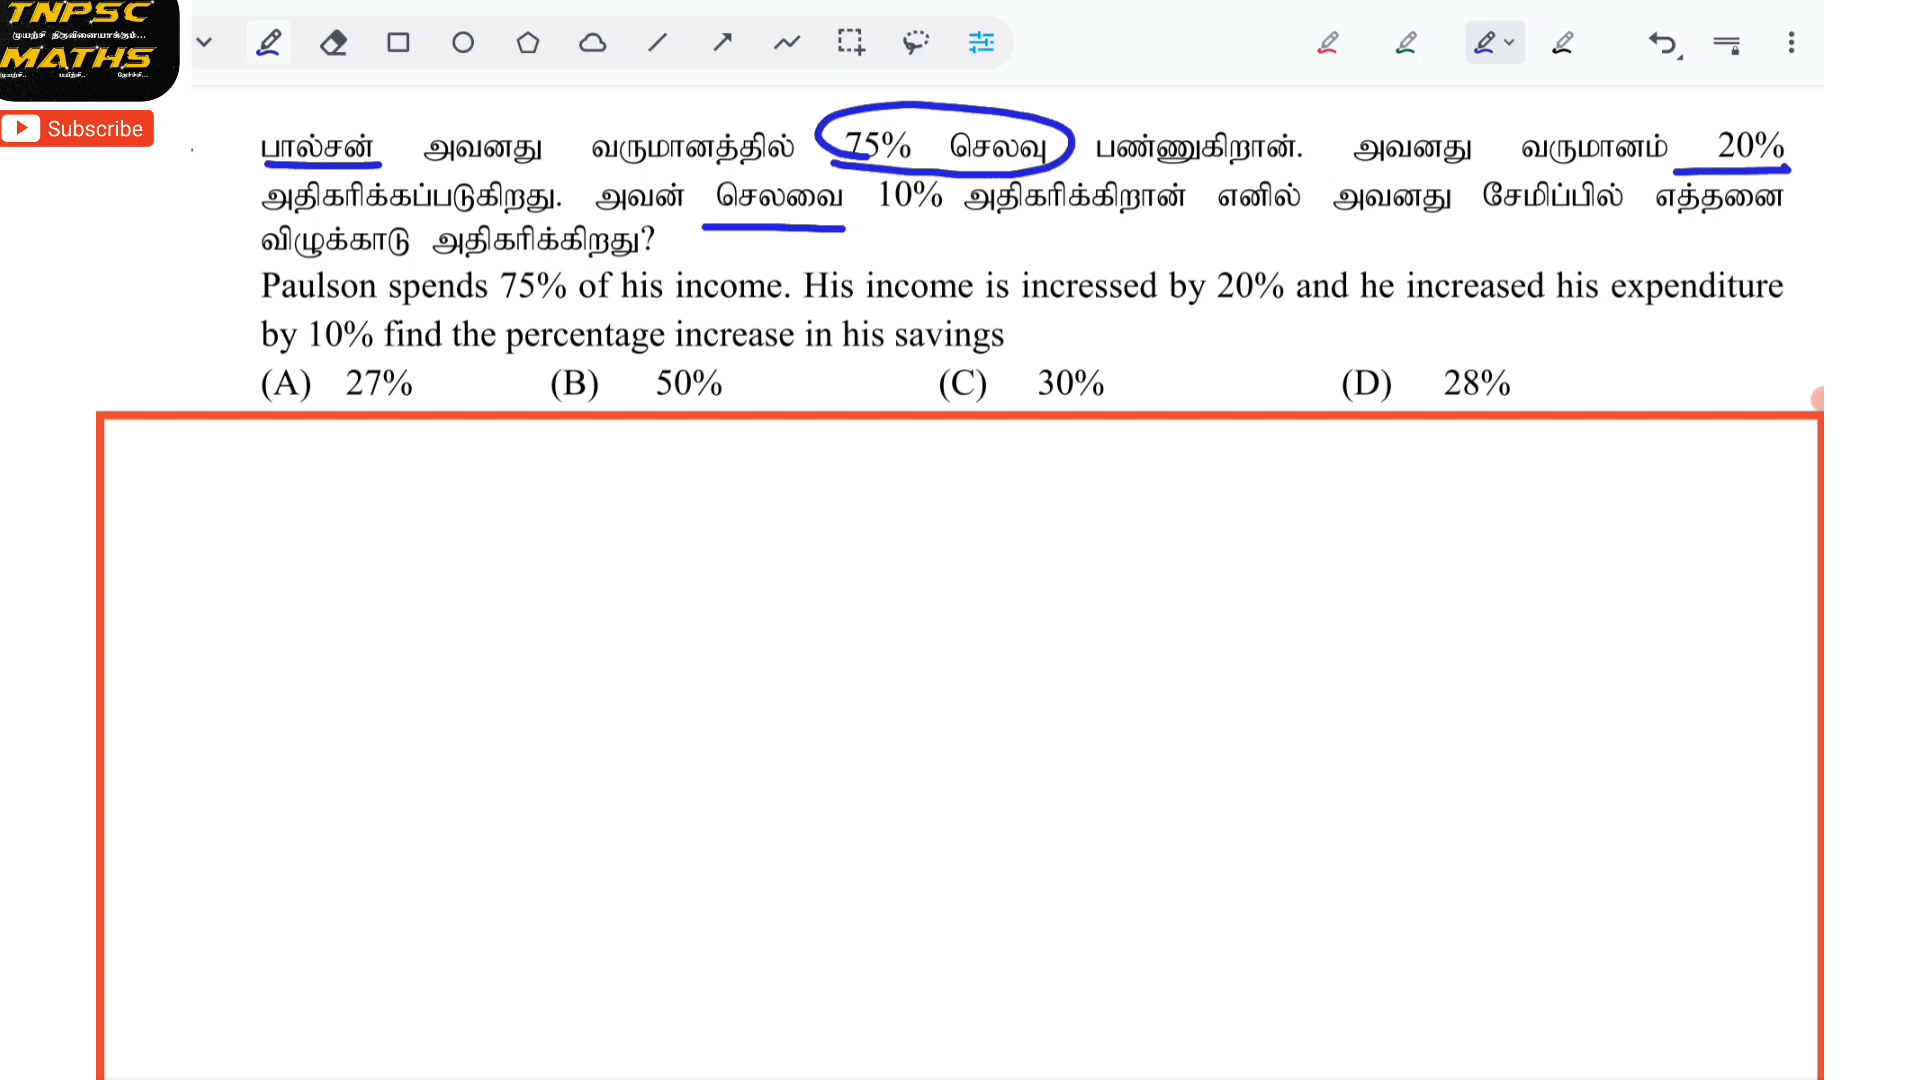 TNPSC
முயற்சி திருவினையாக்கும்...
MATHS
முயற்சி.. பயிற்சி.. தேர்ச்சி...
Subscribe
பால்சன் அவனது வருமானத்தில் 75% செலவு பண்ணுகிறான். அவனது வருமானம் 20%
அதிகரிக்கப்படுகிறது. அவன் செலவை 10% அதிகரிக்கிறான் எனில் அவனது சேமிப்பில் எத்தனை
விழுக்காடு அதிகரிக்கிறது?
Paulson spends 75% of his income. His income is incressed by 20% and he increased his expenditure
by 10% find the percentage increase in his savings
(A) 27% (B) 50% (C) 30% (D) 28%